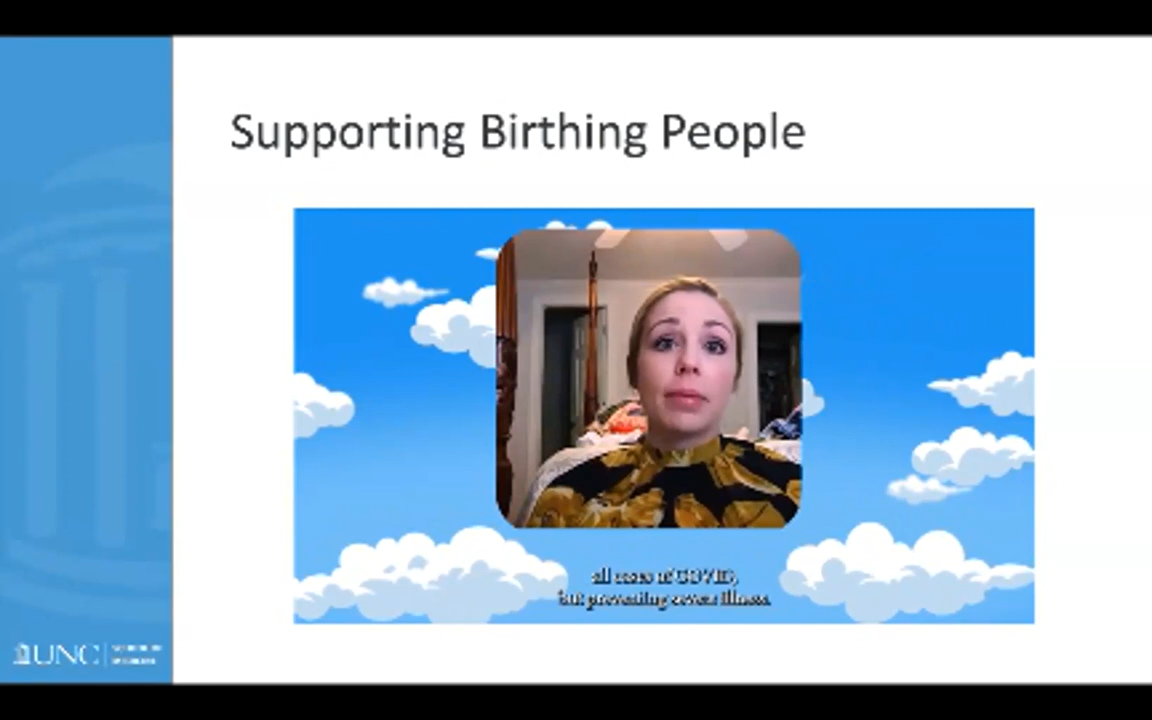 Supporting Birthing People
all cases of COVID,
but preventing severe illness.
UNC